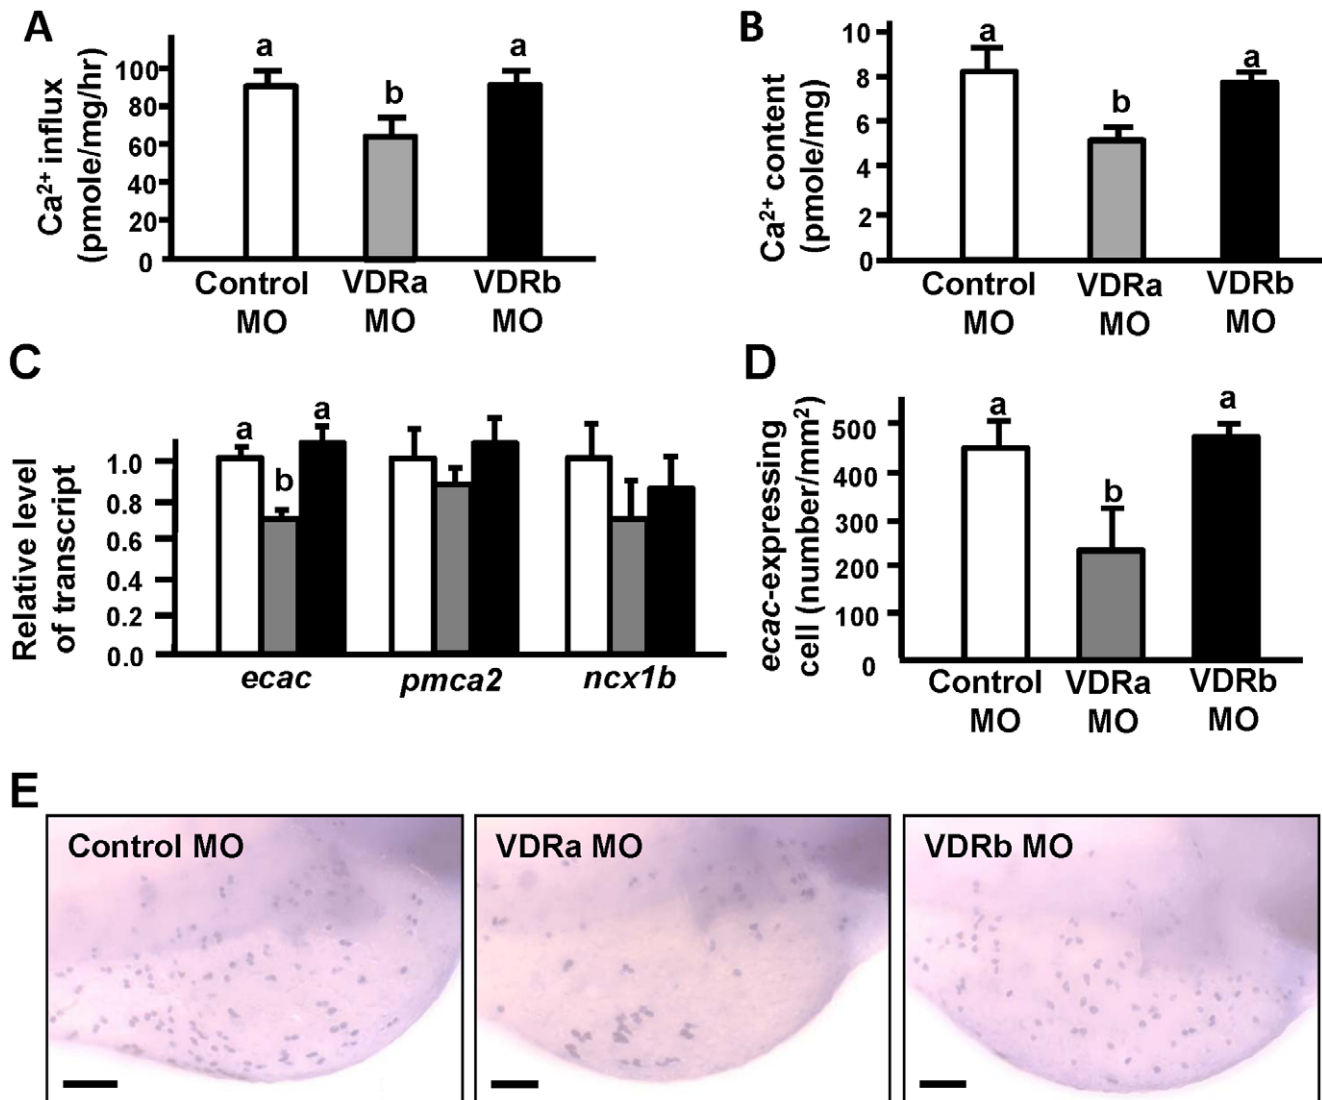 A
Ca²⁺ influx
(pmole/mg/hr)
100
80
60
40
20
0
a
b
a
Control
MO
VDRa
MO
VDRb
MO
B
Ca²⁺ content
(pmole/mg)
10
8
6
4
2
0
a
b
a
Control
MO
VDRa
MO
VDRb
MO
C
Relative level
of transcript
1.0
0.8
0.6
0.4
0.2
0.0
a
b
a
ecac
pmca2
ncx1b
D
ecac-expressing
cell (number/mm²)
500
400
300
200
100
0
a
b
a
Control
MO
VDRa
MO
VDRb
MO
E
Control MO
VDRa MO
VDRb MO